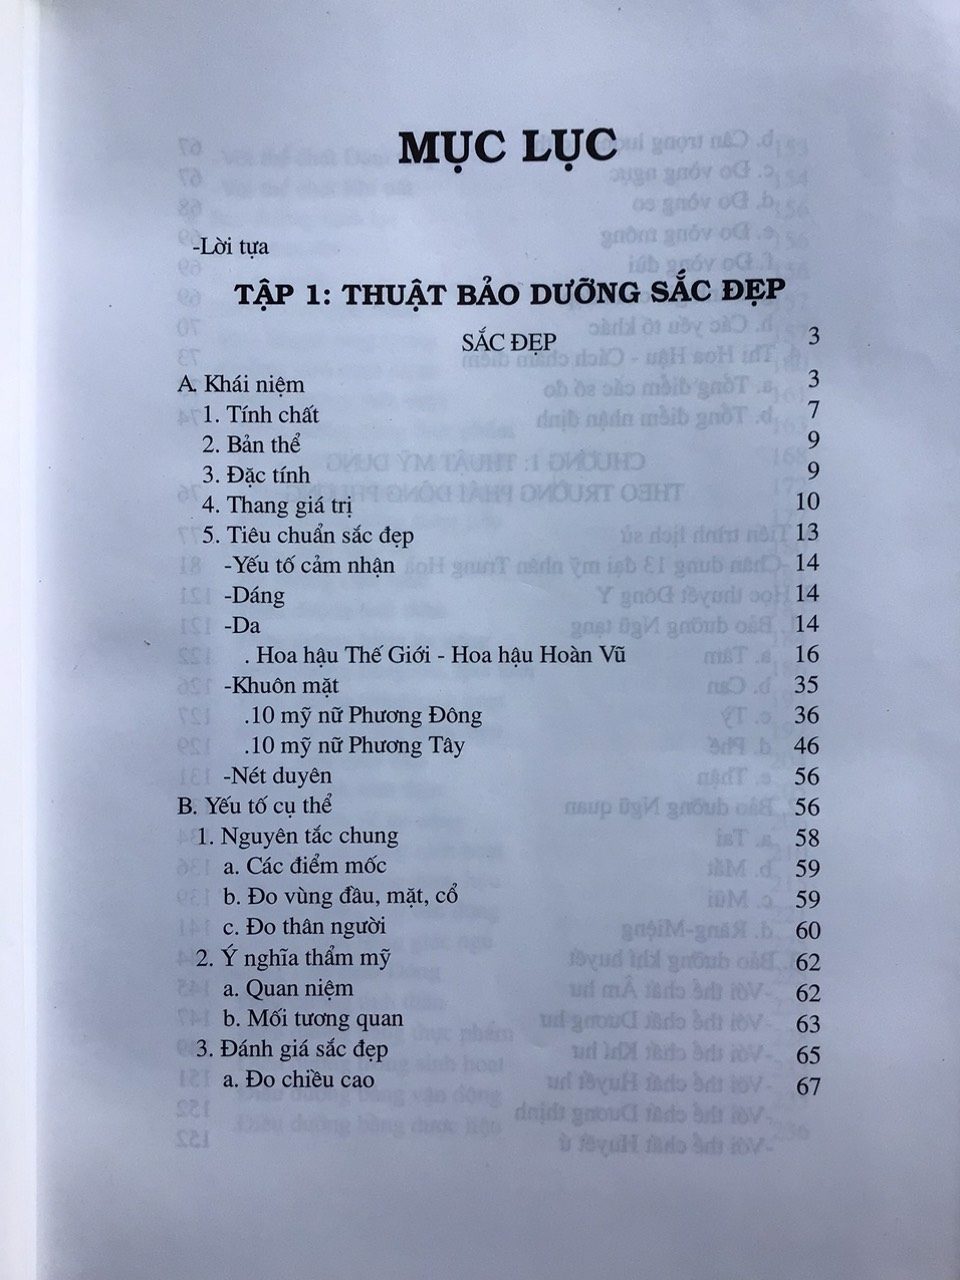 MỤC LỤC
-Lời tựa
TẬP 1: THUẬT BẢO DƯỠNG SẮC ĐẸP
SẮC ĐẸP 3
A. Khái niệm 3
1. Tính chất 7
2. Bản thể 9
3. Đặc tính 9
4. Thang giá trị 10
5. Tiêu chuẩn sắc đẹp 13
-Yếu tố cảm nhận 14
-Dáng 14
-Da 14
. Hoa hậu Thế Giới - Hoa hậu Hoàn Vũ 16
-Khuôn mặt 35
.10 mỹ nữ Phương Đông 36
.10 mỹ nữ Phương Tây 46
-Nét duyên 56
B. Yếu tố cụ thể 56
1. Nguyên tắc chung 58
a. Các điểm mốc 59
b. Đo vùng đầu, mặt, cổ 59
c. Đo thân người 60
2. Ý nghĩa thẩm mỹ 62
a. Quan niệm 62
b. Mối tương quan 63
3. Đánh giá sắc đẹp 65
a. Đo chiều cao 67